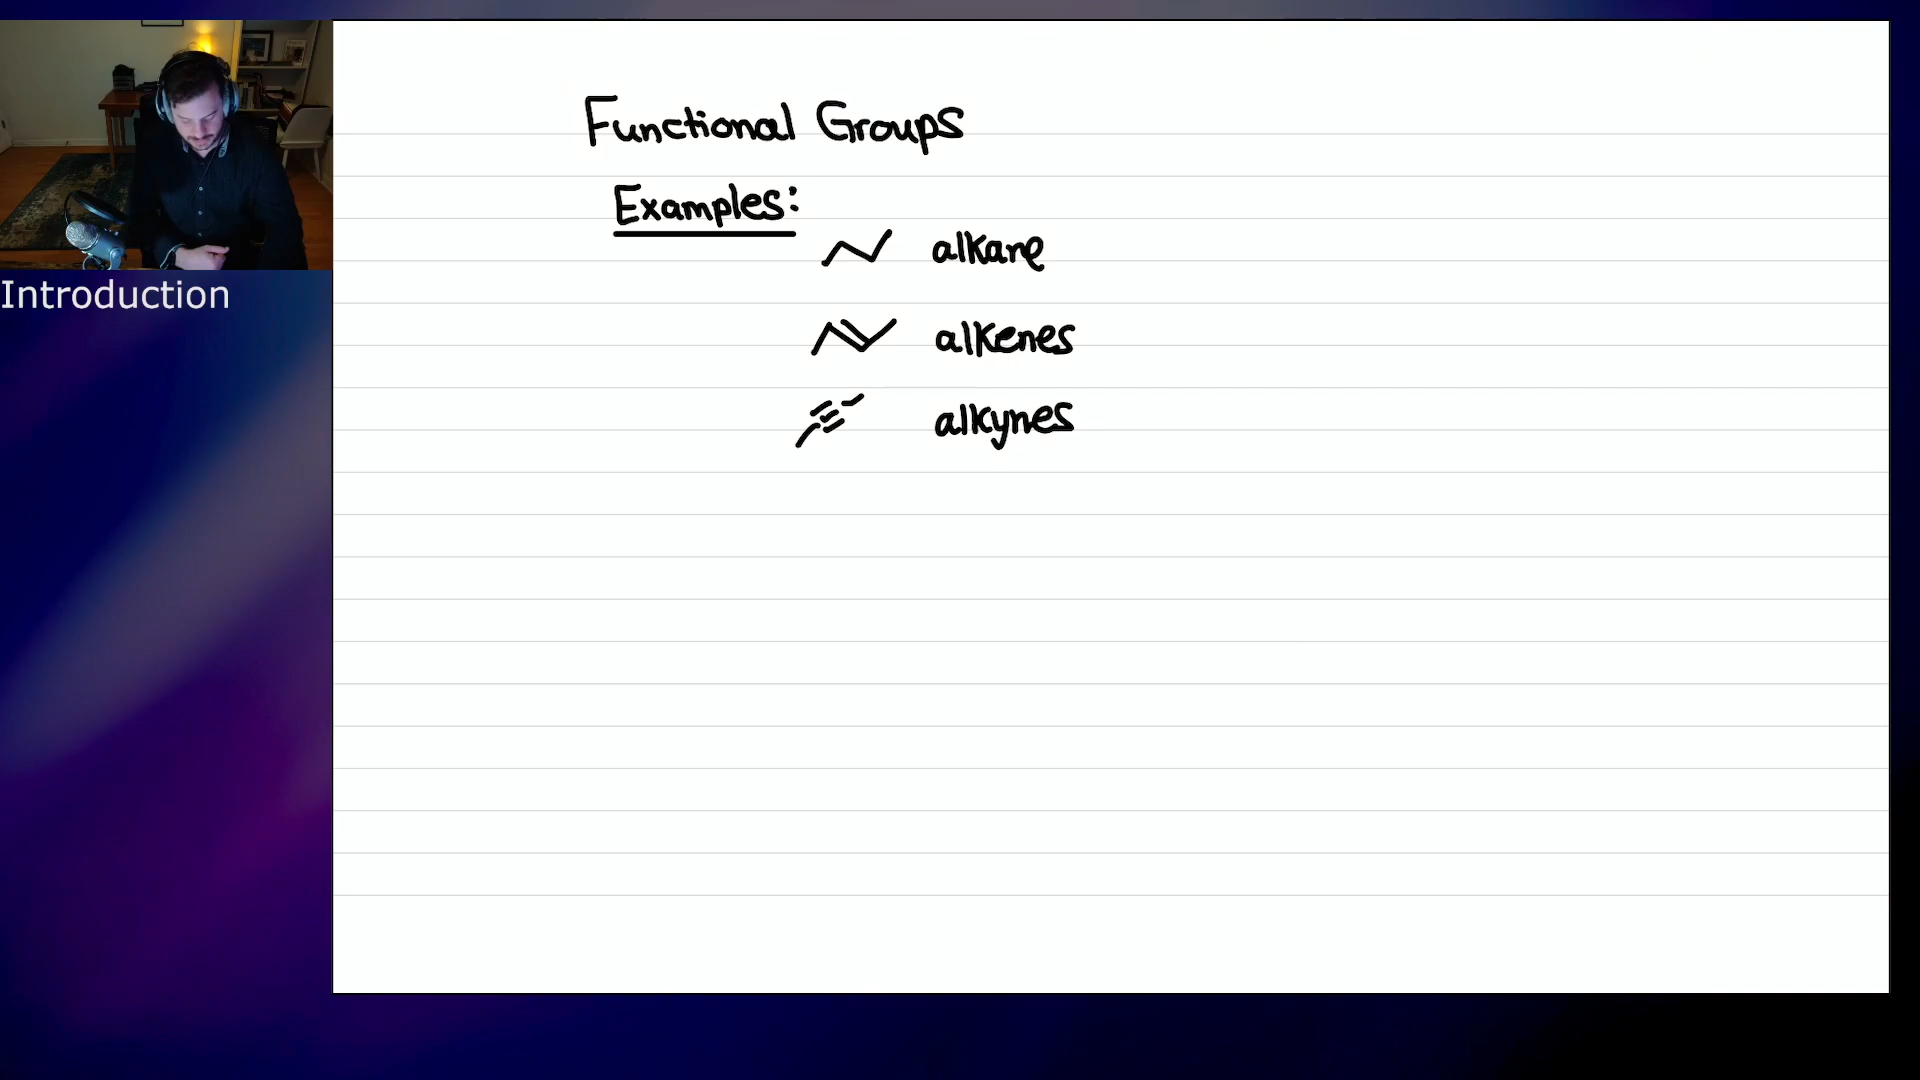 Introduction
Functional Groups
Examples:
alkane
alkenes
alkynes